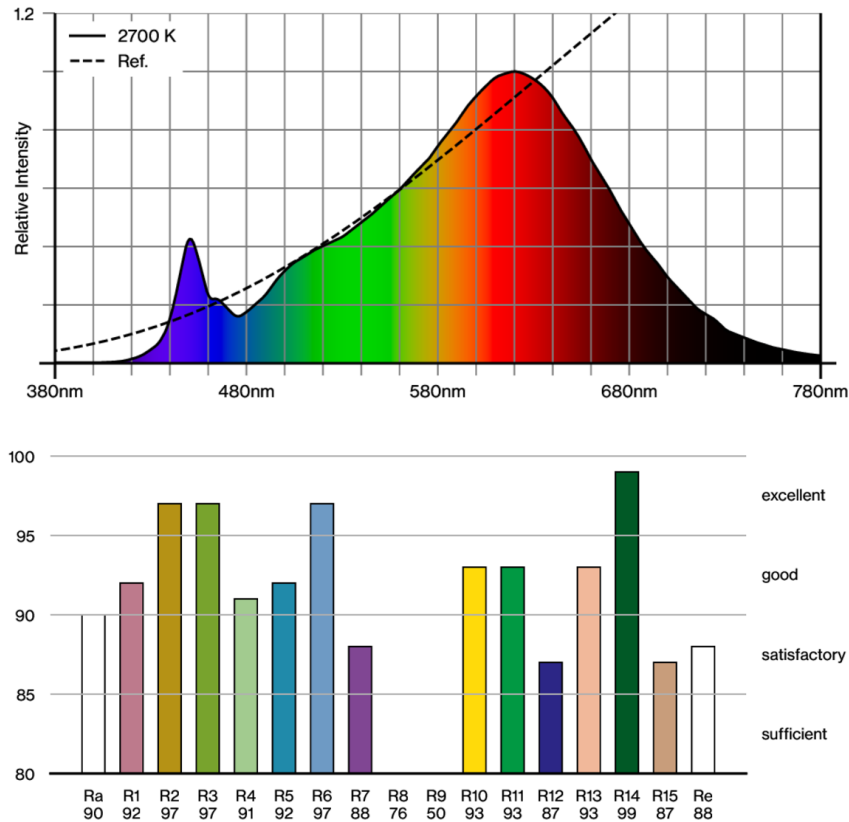 1.2
2700 K
Ref.
Relative Intensity
380nm 480nm 580nm 680nm 780nm
100
excellent
95
good
90
satisfactory
85
sufficient
80
Ra R1 R2 R3 R4 R5 R6 R7 R8 R9 R10 R11 R12 R13 R14 R15 Re
90 92 97 97 91 92 97 88 76 50 93 93 87 93 99 87 88